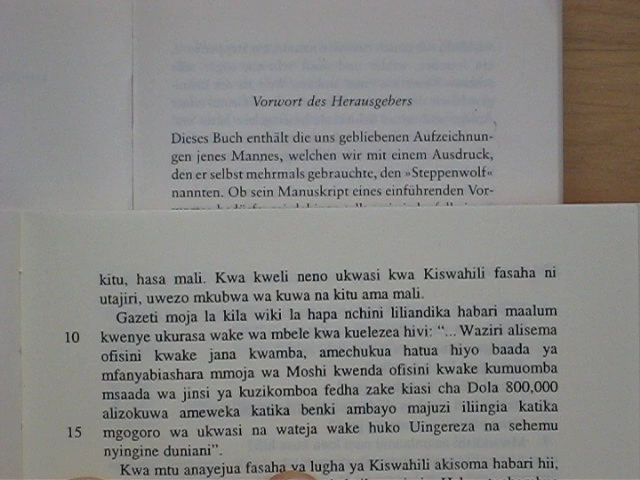 Vorwort des Herausgebers
Dieses Buch enthält die uns gebliebenen Aufzeichnun-
gen jenes Mannes, welchen wir mit einem Ausdruck,
den er selbst mehrmals gebrauchte, den »Steppenwolf«
nannten. Ob sein Manuskript eines einführenden Vor-
kitu, hasa mali. Kwa kweli neno ukwasi kwa Kiswahili fasaha ni
utajiri, uwezo mkubwa wa kuwa na kitu ama mali.
Gazeti moja la kila wiki la hapa nchini liliandika habari maalum
10 kwenye ukurasa wake wa mbele kwa kuelezea hivi: “... Waziri alisema
ofisini kwake jana kwamba, amechukua hatua hiyo baada ya
mfanyabiashara mmoja wa Moshi kwenda ofisini kwake kumuomba
msaada wa jinsi ya kuzikomboa fedha zake kiasi cha Dola 800,000
alizokuwa ameweka katika benki ambayo majuzi iliingia katika
15 mgogoro wa ukwasi na wateja wake huko Uingereza na sehemu
nyingine duniani”.
Kwa mtu anayejua fasaha ya lugha ya Kiswahili akisoma habari hii,